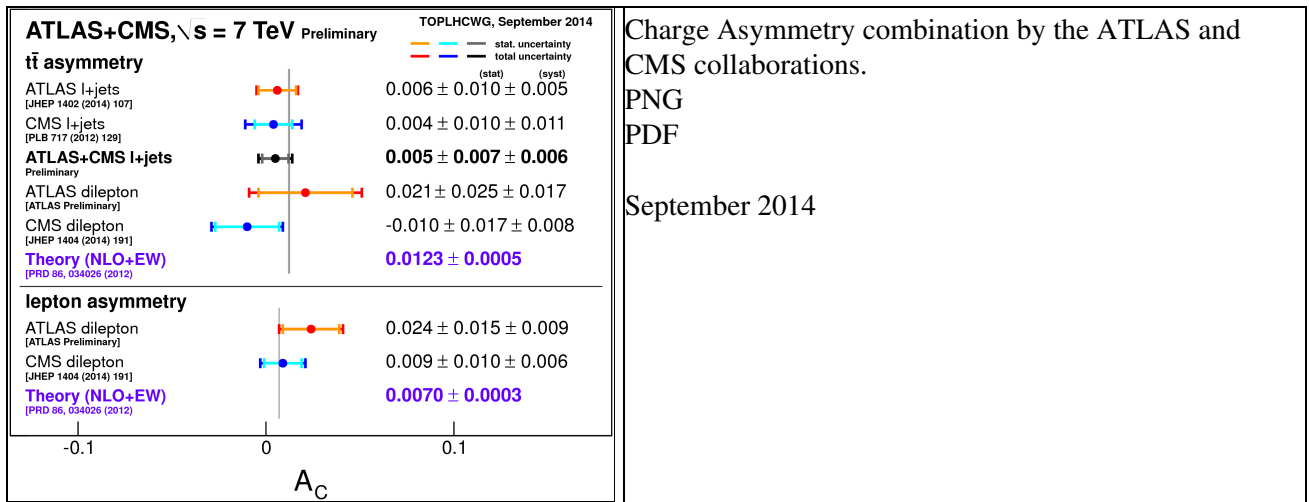 ATLAS+CMS,√s = 7 TeV Preliminary
TOPLHCWG, September 2014
stat. uncertainty
total uncertainty
tt̄ asymmetry
(stat) (syst)
ATLAS l+jets 0.006 ± 0.010 ± 0.005
[JHEP 1402 (2014) 107]
CMS l+jets 0.004 ± 0.010 ± 0.011
[PLB 717 (2012) 129]
ATLAS+CMS l+jets 0.005 ± 0.007 ± 0.006
Preliminary
ATLAS dilepton 0.021 ± 0.025 ± 0.017
[ATLAS Preliminary]
CMS dilepton -0.010 ± 0.017 ± 0.008
[JHEP 1404 (2014) 191]
Theory (NLO+EW) 0.0123 ± 0.0005
[PRD 86, 034026 (2012)
lepton asymmetry
ATLAS dilepton 0.024 ± 0.015 ± 0.009
[ATLAS Preliminary]
CMS dilepton 0.009 ± 0.010 ± 0.006
[JHEP 1404 (2014) 191]
Theory (NLO+EW) 0.0070 ± 0.0003
[PRD 86, 034026 (2012)
-0.1 0 0.1
A_C
Charge Asymmetry combination by the ATLAS and
CMS collaborations.
PNG
PDF
September 2014